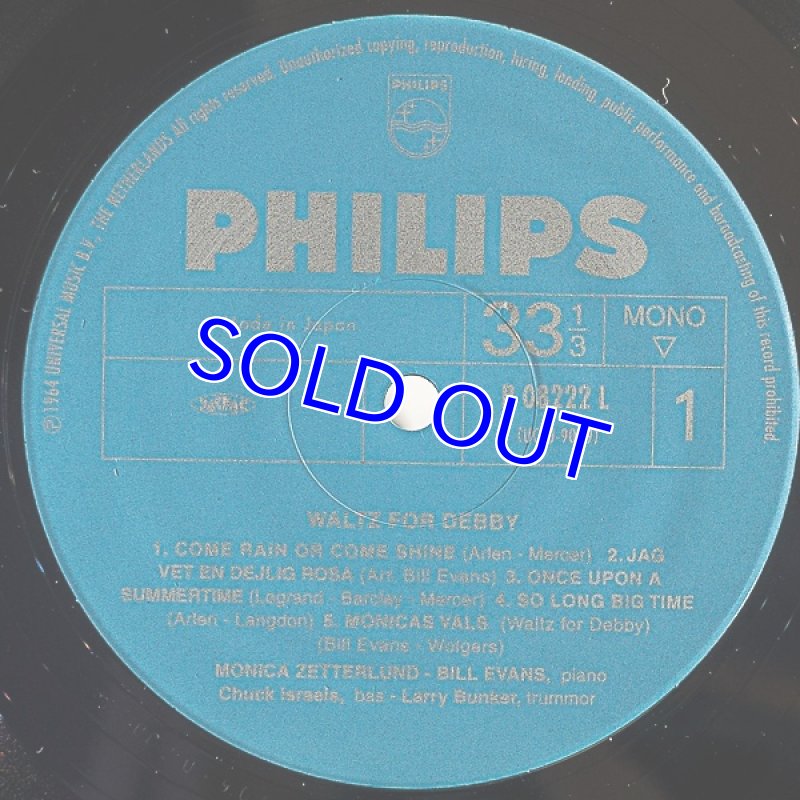 ℗ 1964 UNIVERSAL MUSIC B.V., THE NETHERLANDS All rights reserved. Unauthorized copying, reproduction, hiring, lending, public performance and baroadcasting of this record prohibited.
PHILIPS
PHILIPS
Made in Japan
33 1/3
MONO
▽
SOLD OUT
08222 L
1
WALTZ FOR DEBBY
1. COME RAIN OR COME SHINE (Arlen - Mercer) 2. JAG
VET EN DEJLIG ROSA (Arr. Bill Evans) 3. ONCE UPON A
SUMMERTIME (Legrand - Barclay - Mercer) 4. SO LONG BIG TIME
(Arlen - Langdon) 5. MONICAS VALS (Waltz for Debby)
(Bill Evans - Wolgers)
MONICA ZETTERLUND - BILL EVANS, piano
Chuck Israels, bas - Larry Bunker, trummor